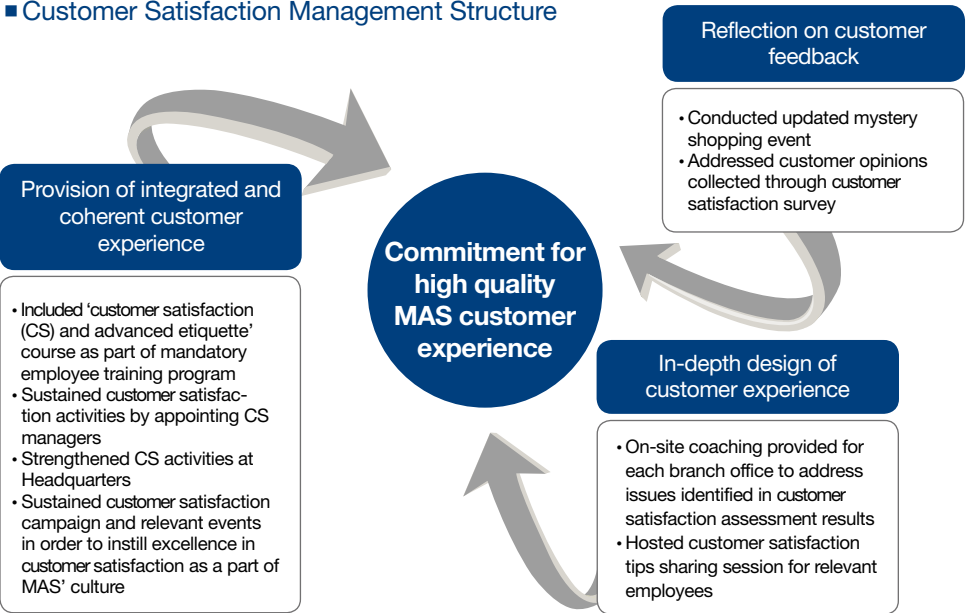 ■ Customer Satisfaction Management Structure
Reflection on customer
feedback
• Conducted updated mystery
shopping event
• Addressed customer opinions
collected through customer
satisfaction survey
Provision of integrated and
coherent customer
experience
• Included ‘customer satisfaction
(CS) and advanced etiquette’
course as part of mandatory
employee training program
• Sustained customer satisfac-
tion activities by appointing CS
managers
• Strengthened CS activities at
Headquarters
• Sustained customer satisfaction
campaign and relevant events
in order to instill excellence in
customer satisfaction as a part of
MAS’ culture
Commitment for
high quality
MAS customer
experience
In-depth design of
customer experience
• On-site coaching provided for
each branch office to address
issues identified in customer
satisfaction assessment results
• Hosted customer satisfaction
tips sharing session for relevant
employees